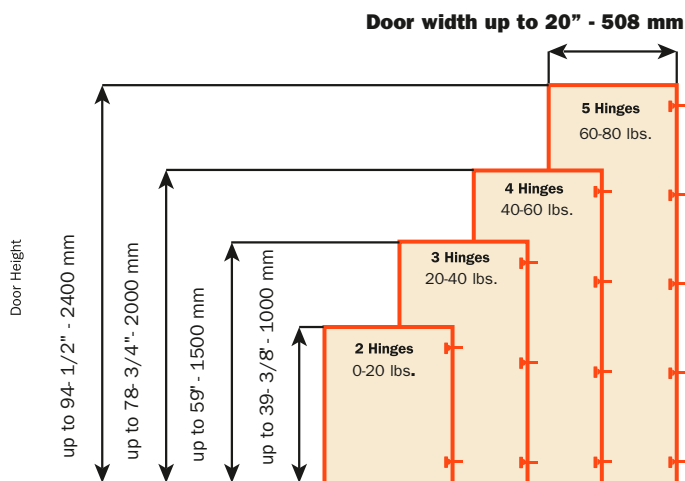 Door width up to 20” - 508 mm
5 Hinges
60-80 lbs.
4 Hinges
40-60 lbs.
3 Hinges
20-40 lbs.
2 Hinges
0-20 lbs.
Door Height
up to 94- 1/2" - 2400 mm
up to 78- 3/4"- 2000 mm
up to 59" - 1500 mm
up to 39- 3/8" - 1000 mm